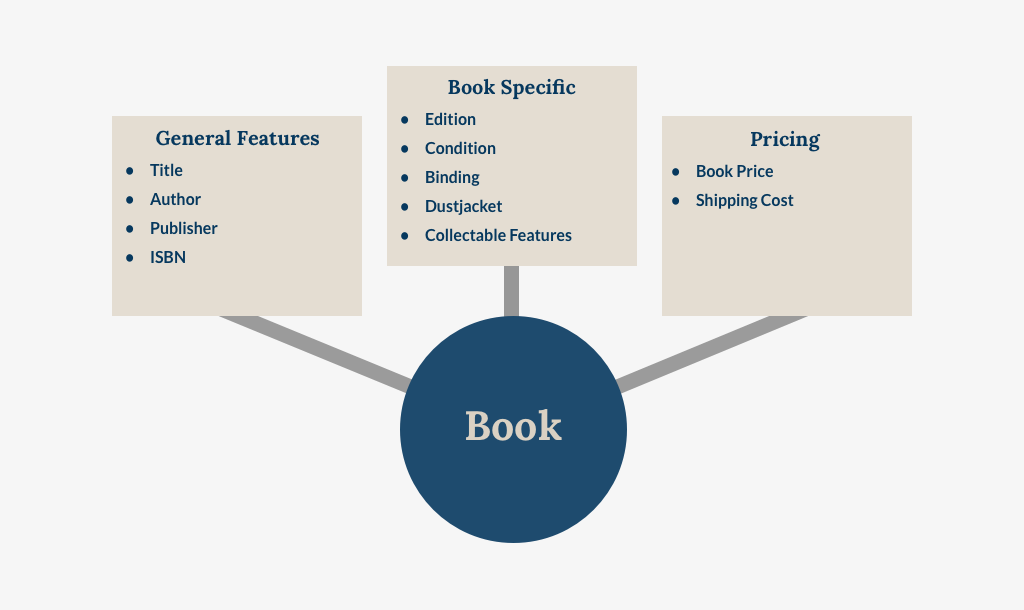 General Features
● Title
● Author
● Publisher
● ISBN
Book Specific
● Edition
● Condition
● Binding
● Dustjacket
● Collectable Features
Pricing
● Book Price
● Shipping Cost
Book